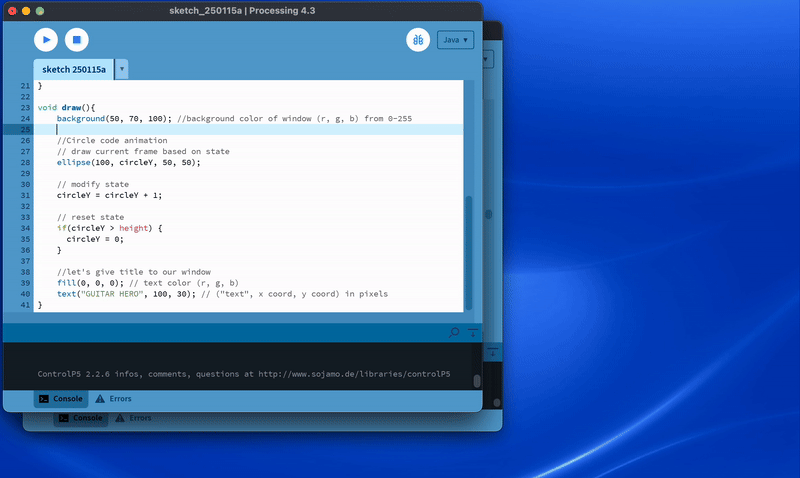 sketch_250115a | Processing 4.3
Java ▼
sketch 250115a ▼
21 }
22
23 void draw(){
24 background(50, 70, 100); //background color of window (r, g, b) from 0-255
25
26 //Circle code animation
27 // draw current frame based on state
28 ellipse(100, circleY, 50, 50);
29
30 // modify state
31 circleY = circleY + 1;
32
33 // reset state
34 if(circleY > height) {
35 circleY = 0;
36 }
37
38 //let's give title to our window
39 fill(0, 0, 0); // text color (r, g, b)
40 text("GUITAR HERO", 100, 30); // ("text", x coord, y coord) in pixels
41 }
ControlP5 2.2.6 infos, comments, questions at http://www.sojamo.de/libraries/controlP5
Console Errors
Console Errors